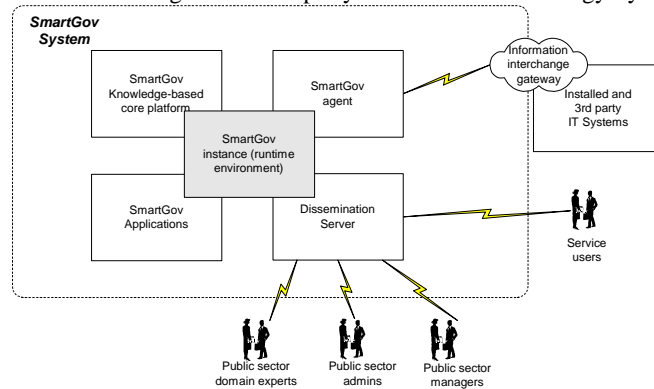 SmartGov
System
SmartGov
Knowledge-based
core platform
SmartGov
agent
Information
interchange
gateway
Installed and
3rd party
IT Systems
SmartGov
instance (runtime
environment)
SmartGov
Applications
Dissemination
Server
Service
users
Public sector
domain experts
Public sector
admins
Public sector
managers